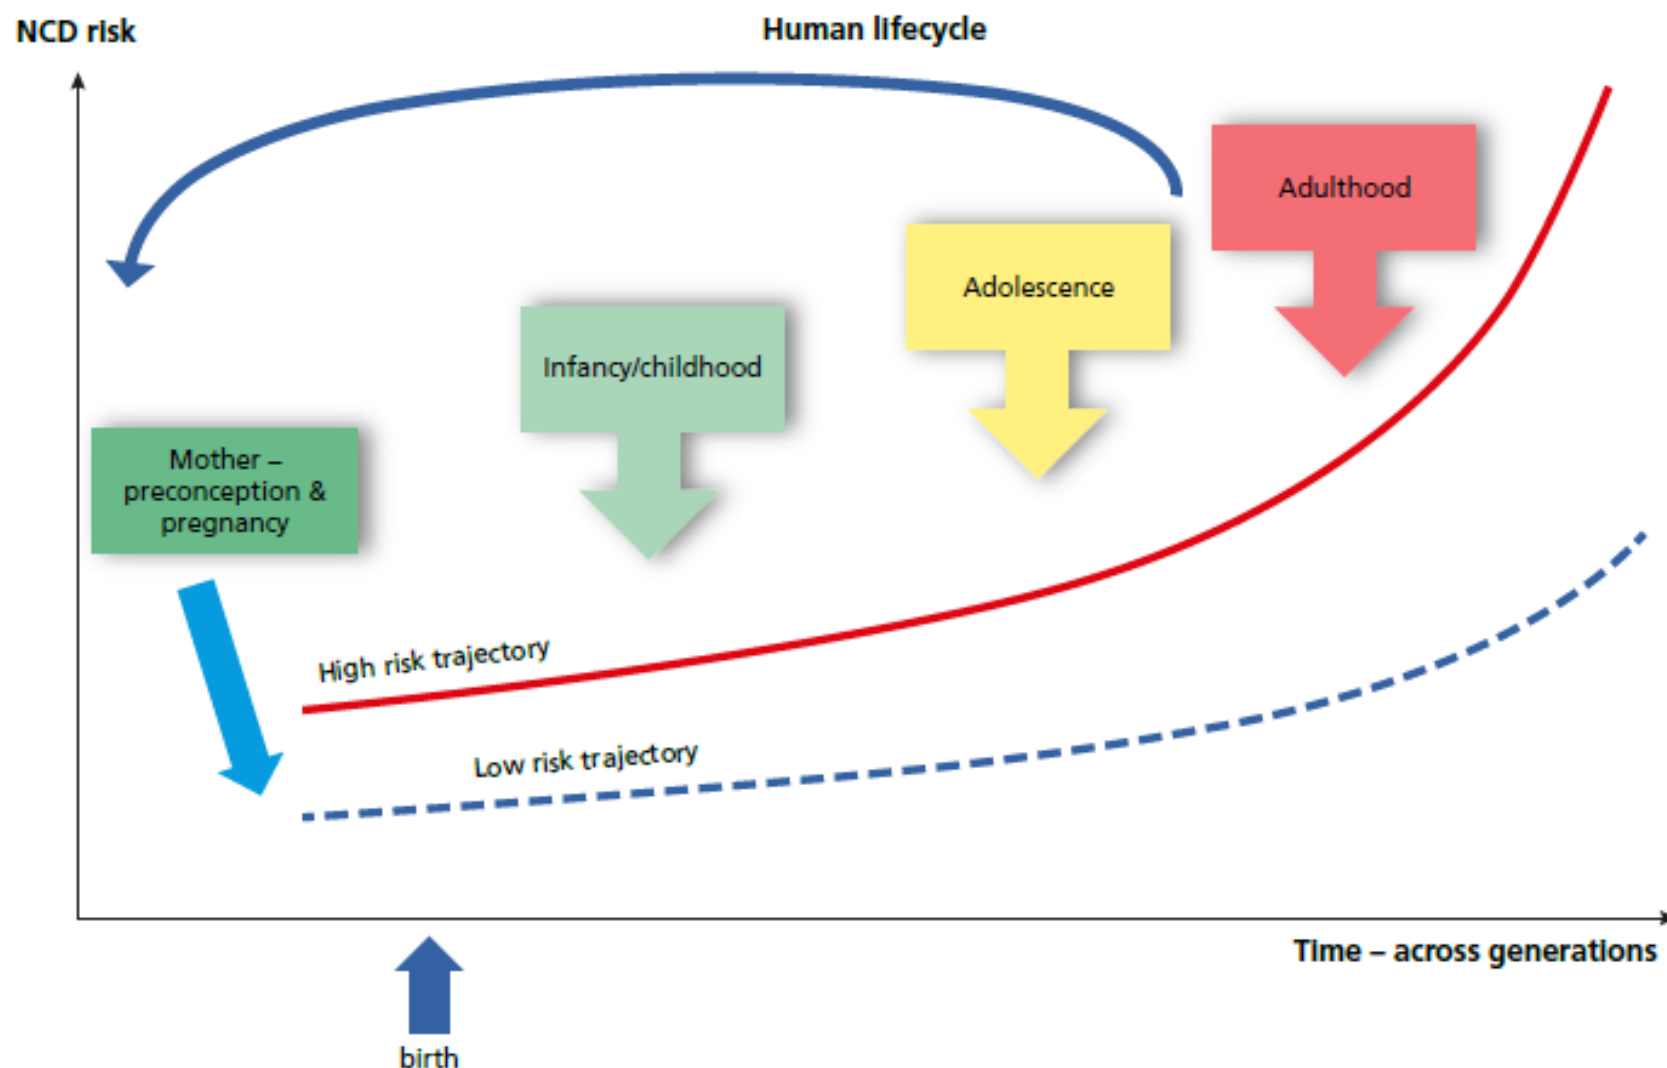 NCD risk
Human lifecycle
Adulthood
Adolescence
Infancy/childhood
Mother –
preconception &
pregnancy
High risk trajectory
Low risk trajectory
Time – across generations
birth